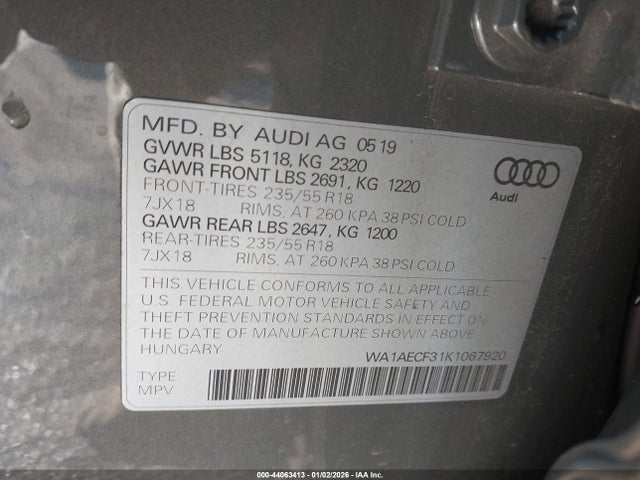 MFD. BY AUDI AG 05 19
GVWR LBS 5118, KG 2320
GAWR FRONT LBS 2691, KG 1220
FRONT-TIRES 235/55 R18
7JX18 RIMS, AT 260 KPA 38 PSI COLD
GAWR REAR LBS 2647, KG 1200
REAR-TIRES 235/55 R18
7JX18 RIMS, AT 260 KPA 38 PSI COLD
Audi
THIS VEHICLE CONFORMS TO ALL APPLICABLE
U.S FEDERAL MOTOR VEHICLE SAFETY AND
THEFT PREVENTION STANDARDS IN EFFECT ON
THE DATE OF MANUFACTURE SHOWN ABOVE.
HUNGARY
WA1AECF31K1067920
TYPE:
MPV
000-44063413 - 01/02/2026 - IAA Inc.